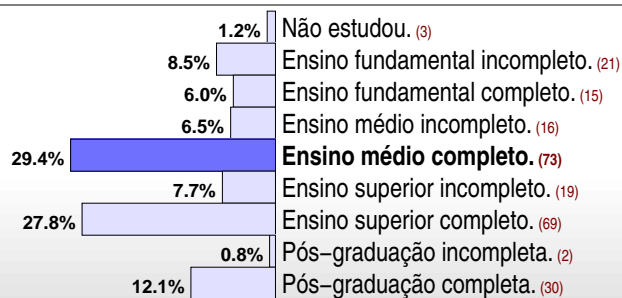 1.2% Não estudou. (3)
8.5% Ensino fundamental incompleto. (21)
6.0% Ensino fundamental completo. (15)
6.5% Ensino médio incompleto. (16)
29.4% Ensino médio completo. (73)
7.7% Ensino superior incompleto. (19)
27.8% Ensino superior completo. (69)
0.8% Pós−graduação incompleta. (2)
12.1% Pós−graduação completa. (30)